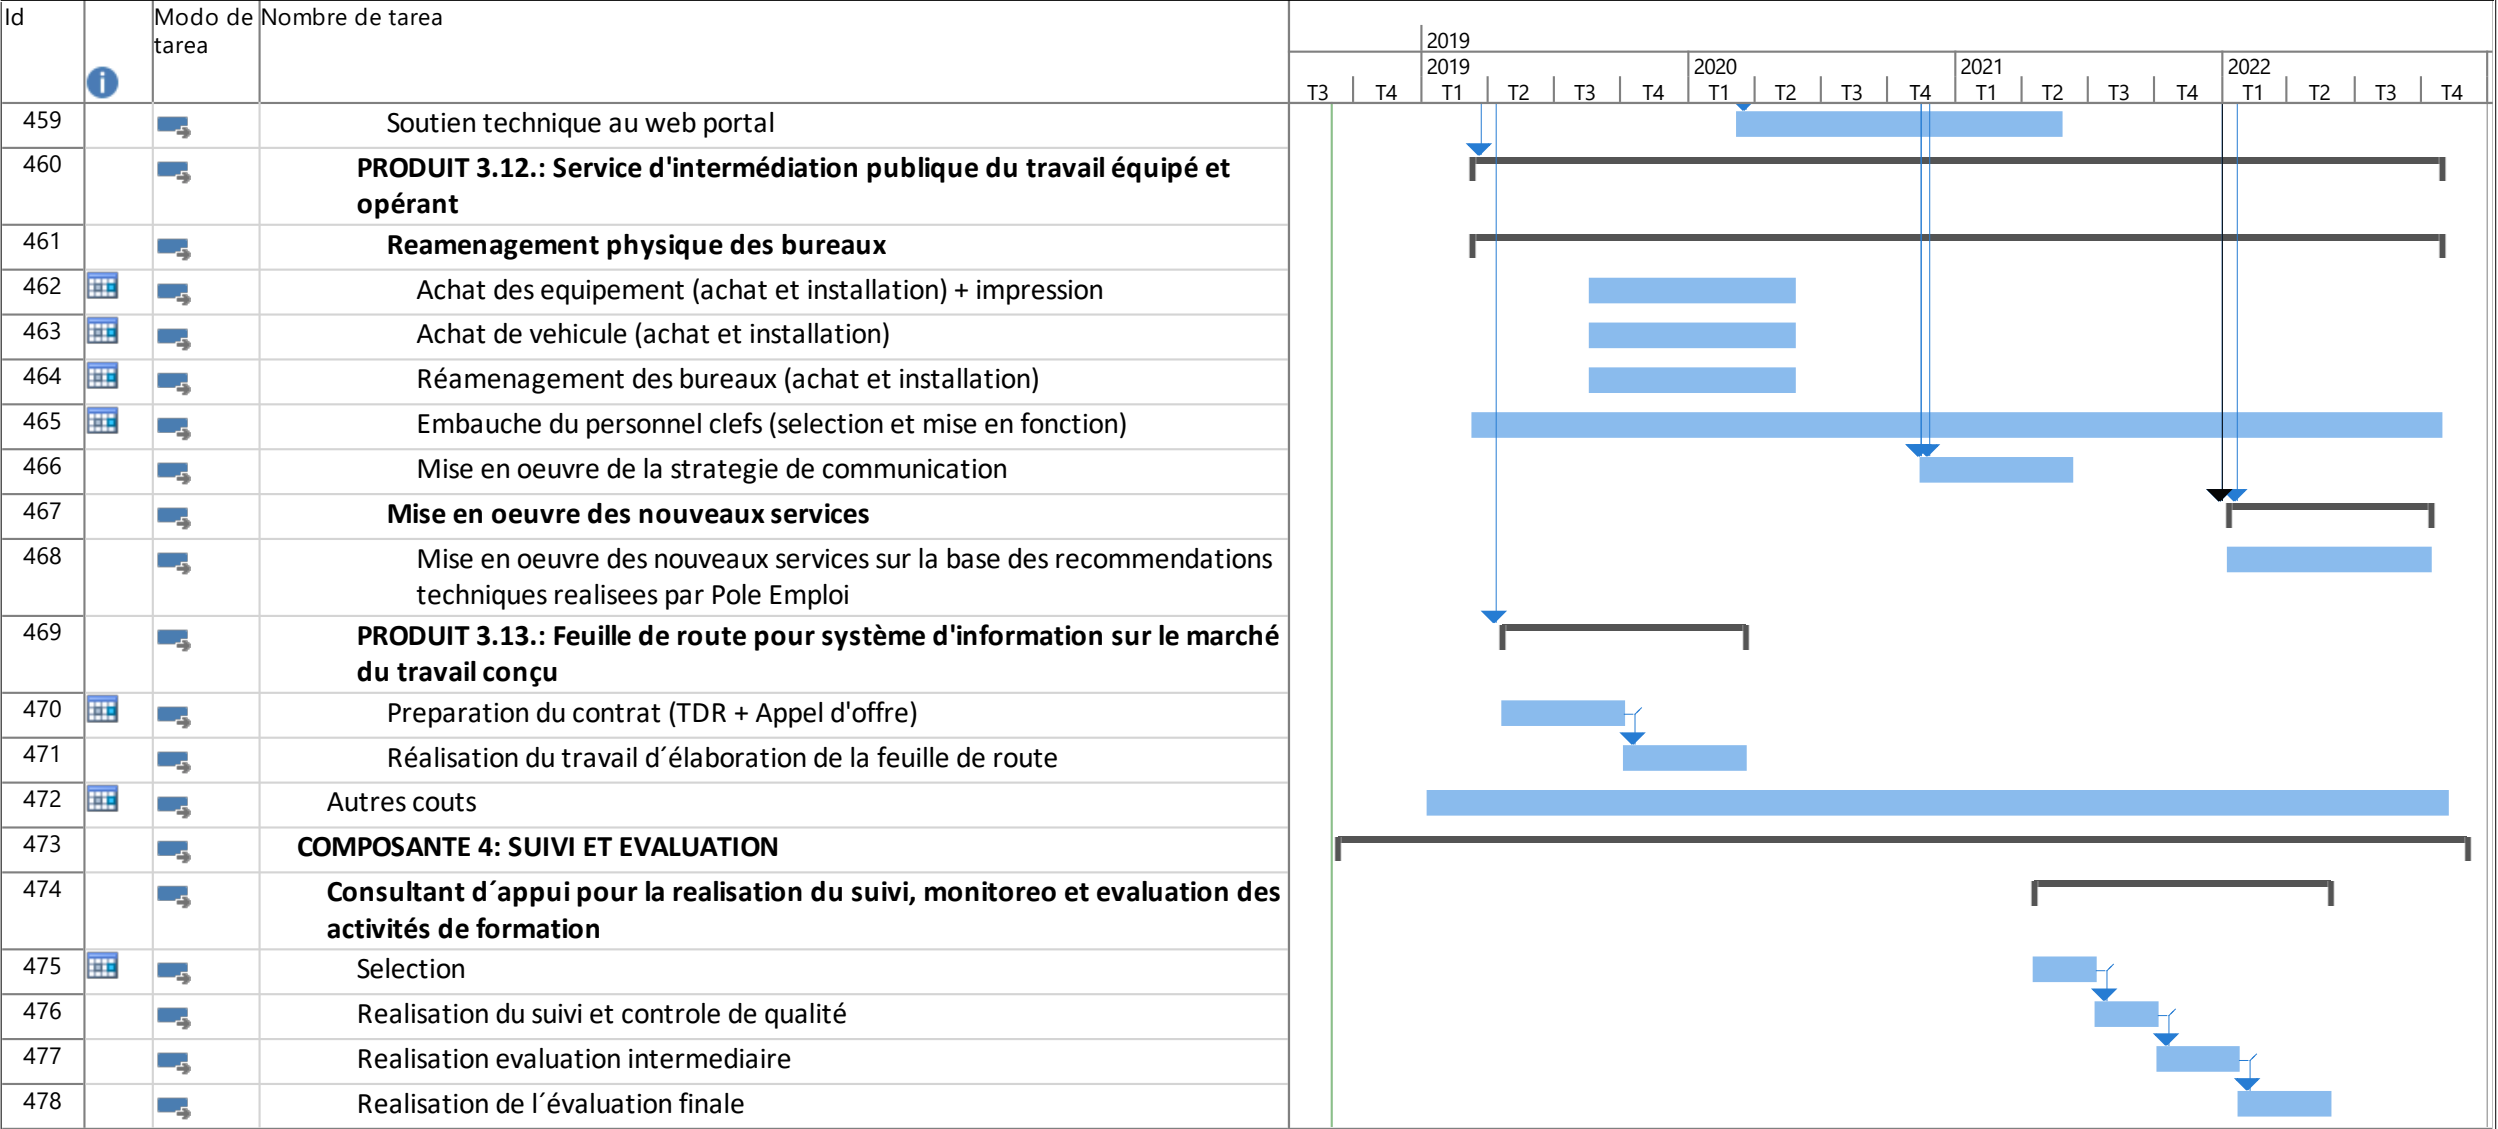 Id
Modo de
tarea
Nombre de tarea
2019
2019 2020 2021 2022
T3 T4 T1 T2 T3 T4 T1 T2 T3 T4 T1 T2 T3 T4 T1 T2 T3 T4
459 Soutien technique au web portal
460 PRODUIT 3.12.: Service d'intermédiation publique du travail équipé et
opérant
461 Reamenagement physique des bureaux
462 Achat des equipement (achat et installation) + impression
463 Achat de vehicule (achat et installation)
464 Réamenagement des bureaux (achat et installation)
465 Embauche du personnel clefs (selection et mise en fonction)
466 Mise en oeuvre de la strategie de communication
467 Mise en oeuvre des nouveaux services
468 Mise en oeuvre des nouveaux services sur la base des recommendations
techniques realisees par Pole Emploi
469 PRODUIT 3.13.: Feuille de route pour système d'information sur le marché
du travail conçu
470 Preparation du contrat (TDR + Appel d'offre)
471 Réalisation du travail d´élaboration de la feuille de route
472 Autres couts
473 COMPOSANTE 4: SUIVI ET EVALUATION
474 Consultant d´appui pour la realisation du suivi, monitoreo et evaluation des
activités de formation
475 Selection
476 Realisation du suivi et controle de qualité
477 Realisation evaluation intermediaire
478 Realisation de l´évaluation finale